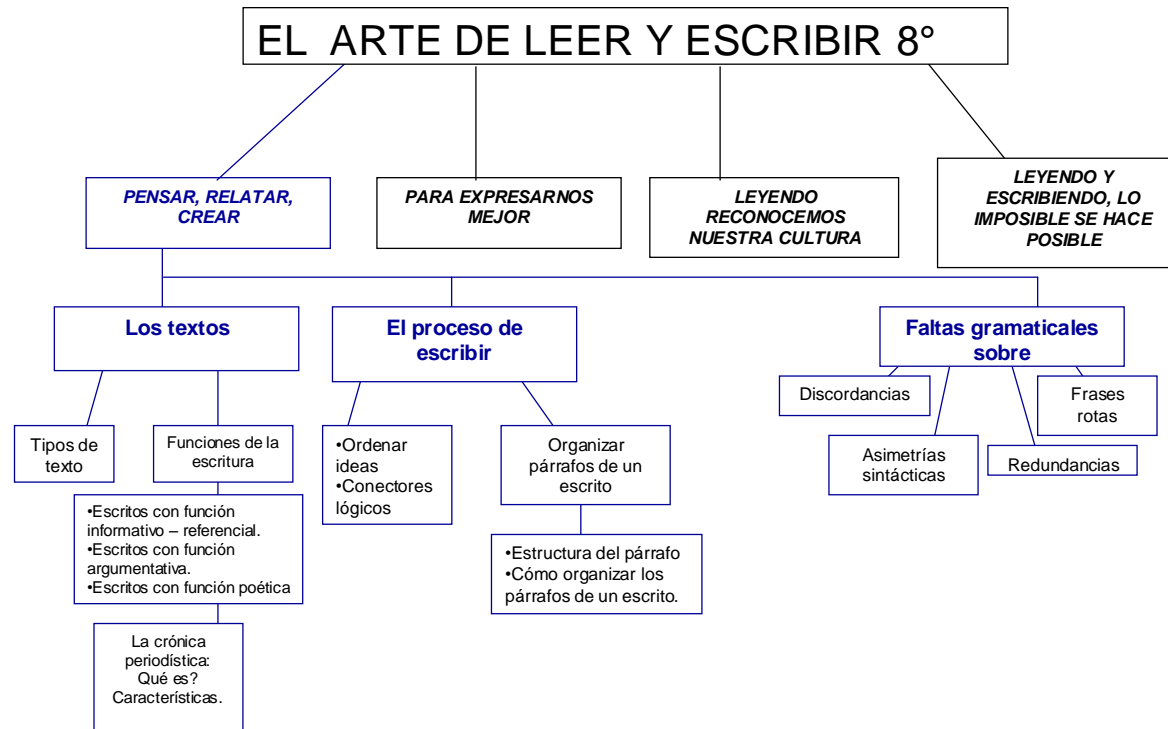 EL ARTE DE LEER Y ESCRIBIR 8°
PENSAR, RELATAR,
CREAR
PARA EXPRESARNOS
MEJOR
LEYENDO
RECONOCEMOS
NUESTRA CULTURA
LEYENDO Y
ESCRIBIENDO, LO
IMPOSIBLE SE HACE
POSIBLE
Los textos
El proceso de
escribir
Faltas gramaticales
sobre
Tipos de
texto
Funciones de la
escritura
•Ordenar
ideas
•Conectores
lógicos
Organizar
párrafos de un
escrito
Discordancias
Asimetrías
sintácticas
Redundancias
Frases
rotas
•Escritos con función
informativo – referencial.
•Escritos con función
argumentativa.
•Escritos con función poética
•Estructura del párrafo
•Cómo organizar los
párrafos de un escrito.
La crónica
periodística:
Qué es?
Características.